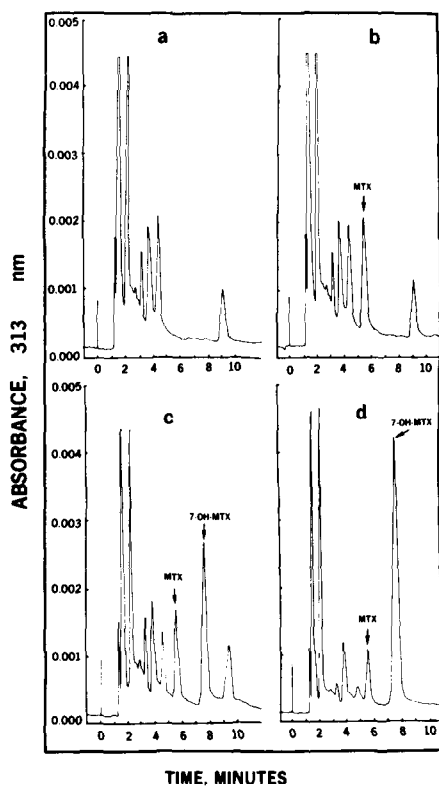 a
b
0.005
0.004
0.003
0.002
0.001
0.000
MTX
0 2 4 6 8 10
0 2 4 6 8 10
c
d
0.005
0.004
0.003
0.002
0.001
0.000
7-OH-MTX
MTX
7-OH-MTX
MTX
0 2 4 6 8 10
0 2 4 6 8 10
ABSORBANCE, 313 nm
TIME, MINUTES